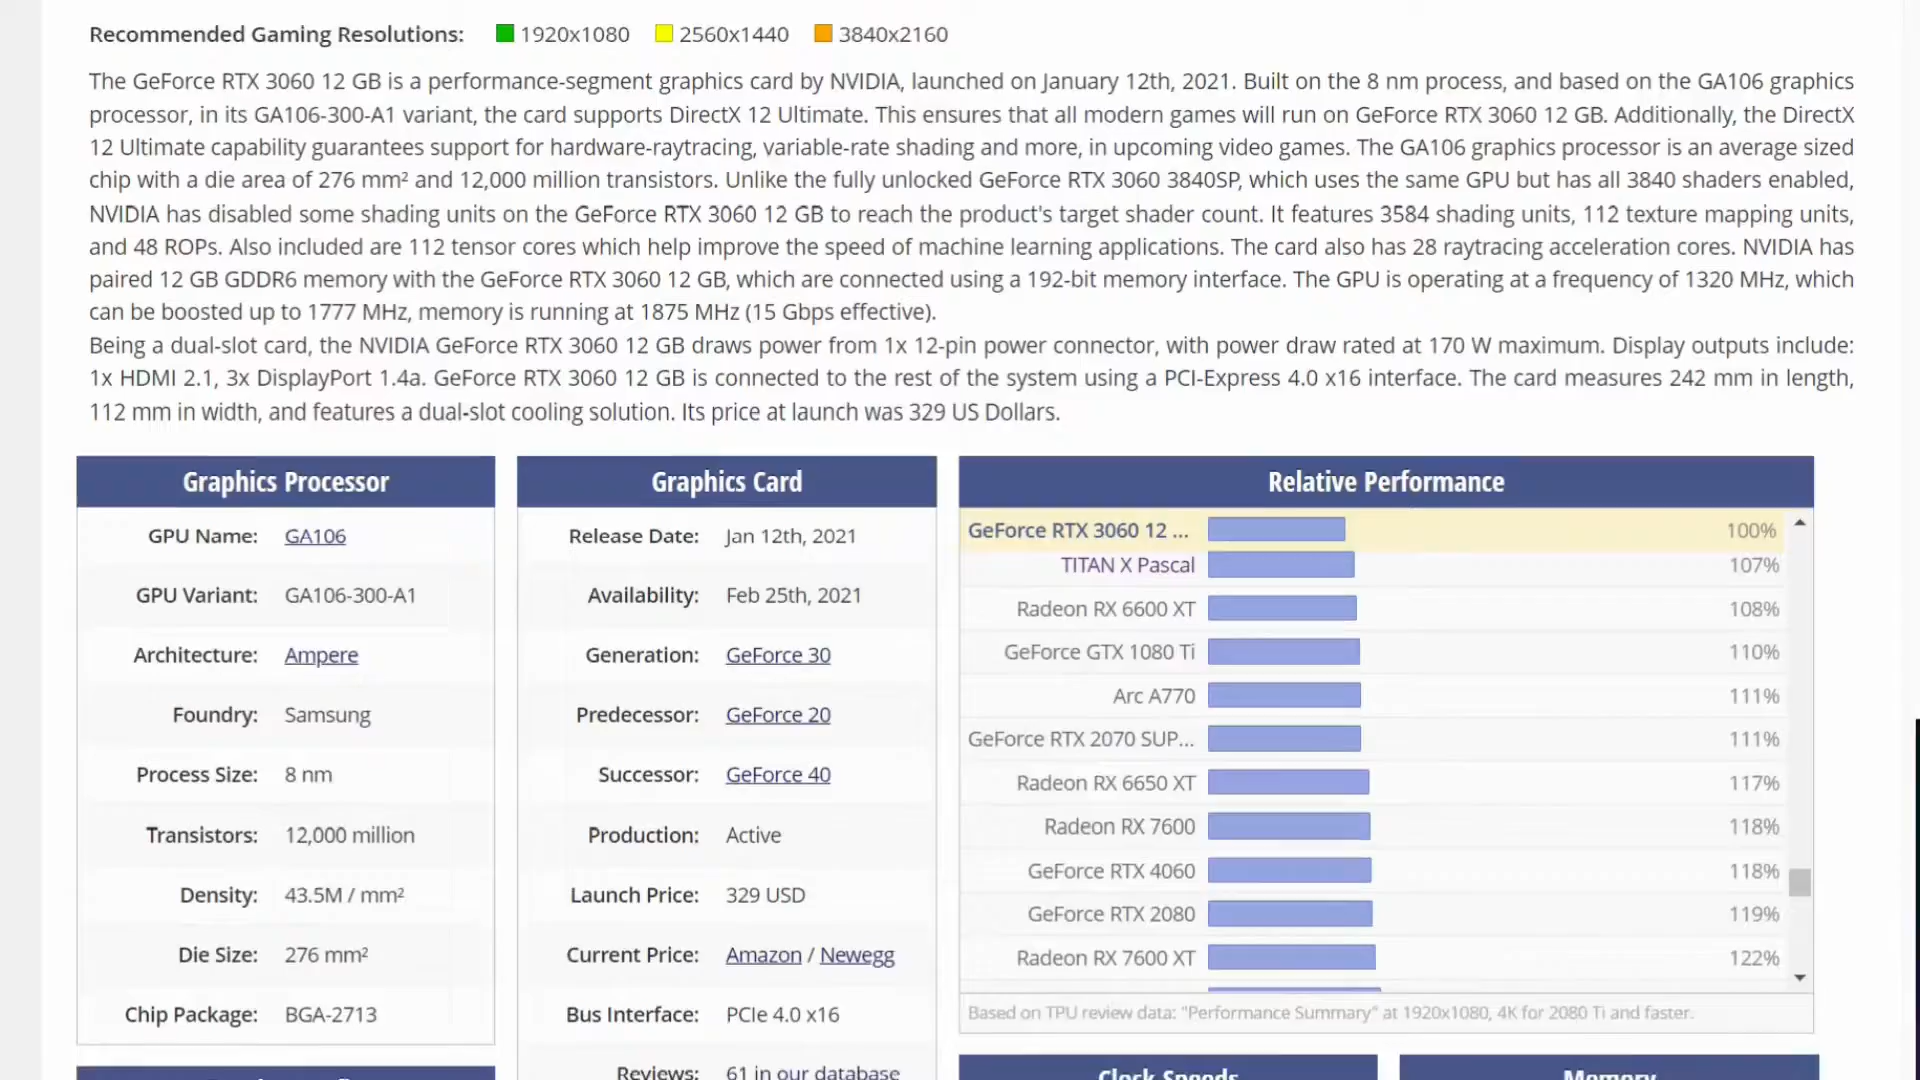 Recommended Gaming Resolutions: 1920x1080 2560x1440 3840x2160
The GeForce RTX 3060 12 GB is a performance-segment graphics card by NVIDIA, launched on January 12th, 2021. Built on the 8 nm process, and based on the GA106 graphics
processor, in its GA106-300-A1 variant, the card supports DirectX 12 Ultimate. This ensures that all modern games will run on GeForce RTX 3060 12 GB. Additionally, the DirectX
12 Ultimate capability guarantees support for hardware-raytracing, variable-rate shading and more, in upcoming video games. The GA106 graphics processor is an average sized
chip with a die area of 276 mm² and 12,000 million transistors. Unlike the fully unlocked GeForce RTX 3060 3840SP, which uses the same GPU but has all 3840 shaders enabled,
NVIDIA has disabled some shading units on the GeForce RTX 3060 12 GB to reach the product's target shader count. It features 3584 shading units, 112 texture mapping units,
and 48 ROPs. Also included are 112 tensor cores which help improve the speed of machine learning applications. The card also has 28 raytracing acceleration cores. NVIDIA has
paired 12 GB GDDR6 memory with the GeForce RTX 3060 12 GB, which are connected using a 192-bit memory interface. The GPU is operating at a frequency of 1320 MHz, which
can be boosted up to 1777 MHz, memory is running at 1875 MHz (15 Gbps effective).
Being a dual-slot card, the NVIDIA GeForce RTX 3060 12 GB draws power from 1x 12-pin power connector, with power draw rated at 170 W maximum. Display outputs include:
1x HDMI 2.1, 3x DisplayPort 1.4a. GeForce RTX 3060 12 GB is connected to the rest of the system using a PCI-Express 4.0 x16 interface. The card measures 242 mm in length,
112 mm in width, and features a dual-slot cooling solution. Its price at launch was 329 US Dollars.
Graphics Processor
GPU Name: GA106
GPU Variant: GA106-300-A1
Architecture: Ampere
Foundry: Samsung
Process Size: 8 nm
Transistors: 12,000 million
Density: 43.5M / mm²
Die Size: 276 mm²
Chip Package: BGA-2713
Graphics Card
Release Date: Jan 12th, 2021
Availability: Feb 25th, 2021
Generation: GeForce 30
Predecessor: GeForce 20
Successor: GeForce 40
Production: Active
Launch Price: 329 USD
Current Price: Amazon / Newegg
Bus Interface: PCIe 4.0 x16
Reviews: 61 in our database
Relative Performance
GeForce RTX 3060 12 ... 100%
TITAN X Pascal 107%
Radeon RX 6600 XT 108%
GeForce GTX 1080 Ti 110%
Arc A770 111%
GeForce RTX 2070 SUP... 111%
Radeon RX 6650 XT 117%
Radeon RX 7600 118%
GeForce RTX 4060 118%
GeForce RTX 2080 119%
Radeon RX 7600 XT 122%
Based on TPU review data: "Performance Summary" at 1920x1080, 4K for 2080 Ti and faster.
Clock Speeds
Memory